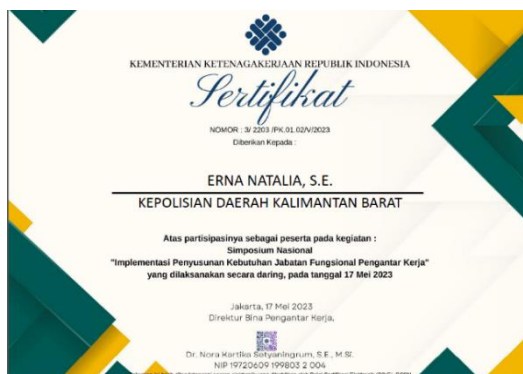 KEMENTERIAN KETENAGAKERJAAN REPUBLIK INDONESIA
Sertifikat
NOMOR : 3/ 2203 /PK.01.02/V/2023
Diberikan Kepada :
ERNA NATALIA, S.E.
KEPOLISIAN DAERAH KALIMANTAN BARAT
Atas partisipasinya sebagai peserta pada kegiatan :
Simposium Nasional
"Implementasi Penyusunan Kebutuhan Jabatan Fungsional Pengantar Kerja"
yang dilaksanakan secara daring, pada tanggal 17 Mei 2023
Jakarta, 17 Mei 2023
Direktur Bina Pengantar Kerja,
Dr. Nora Kartika Setyaningrum, S.E., M.Si.
NIP 19720609 199803 2 004